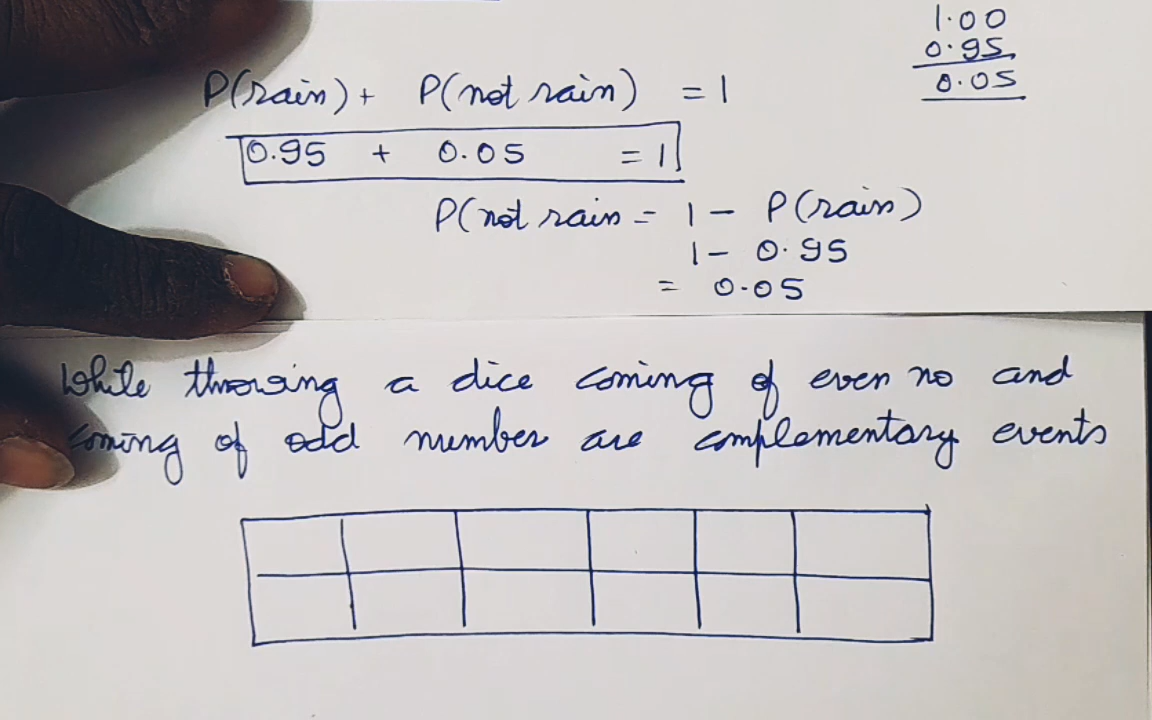 P(rain) + P(not rain) = 1
1.00
0.95
0.05
0.95 + 0.05 = 1
P(not rain = 1 - P(rain)
1 - 0.95
= 0.05
While throwing a dice coming of even no and
coming of odd number are complementary events